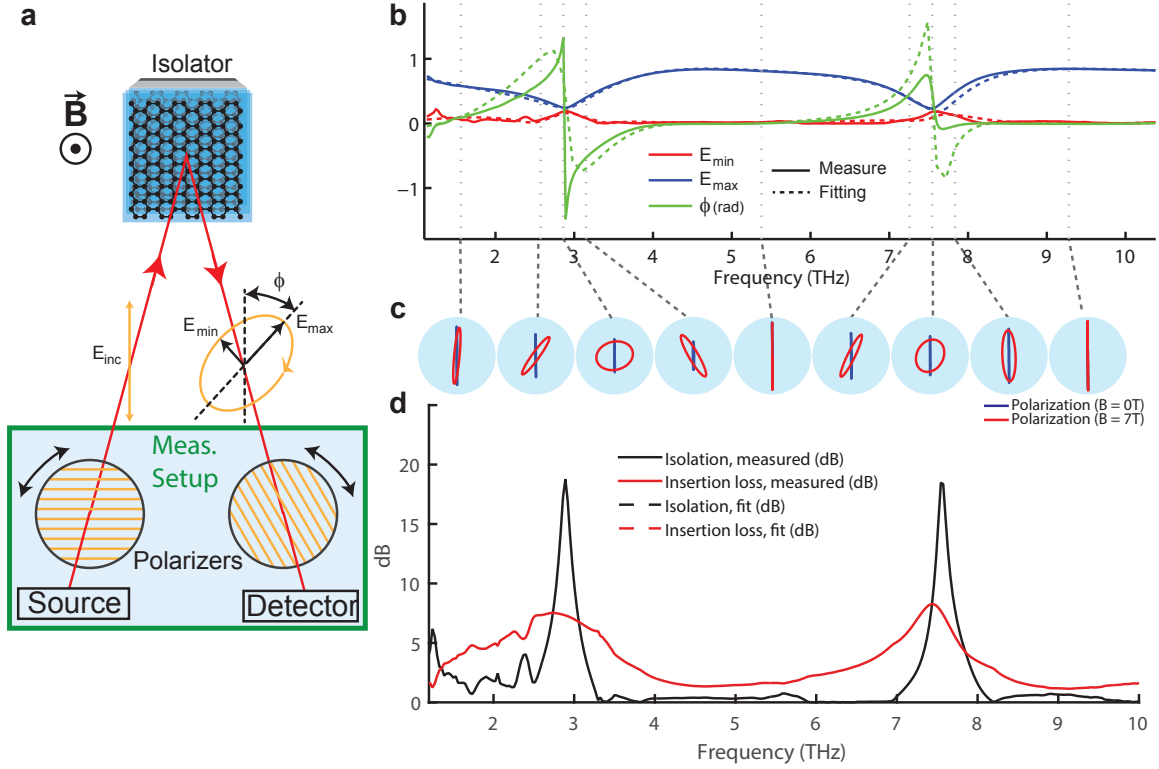 a
Isolator
B
E_inc
E_min
E_max
ϕ
Meas.
Setup
Polarizers
Source
Detector
b
1
0
−1
E_min
E_max
ϕ (rad)
Measure
Fitting
2 3 4 5 6 7 8 9 10
Frequency (THz)
c
Polarization (B = 0T)
Polarization (B = 7T)
d
20
15
10
5
0
dB
Isolation, measured (dB)
Insertion loss, measured (dB)
Isolation, fit (dB)
Insertion loss, fit (dB)
2 3 4 5 6 7 8 9 10
Frequency (THz)